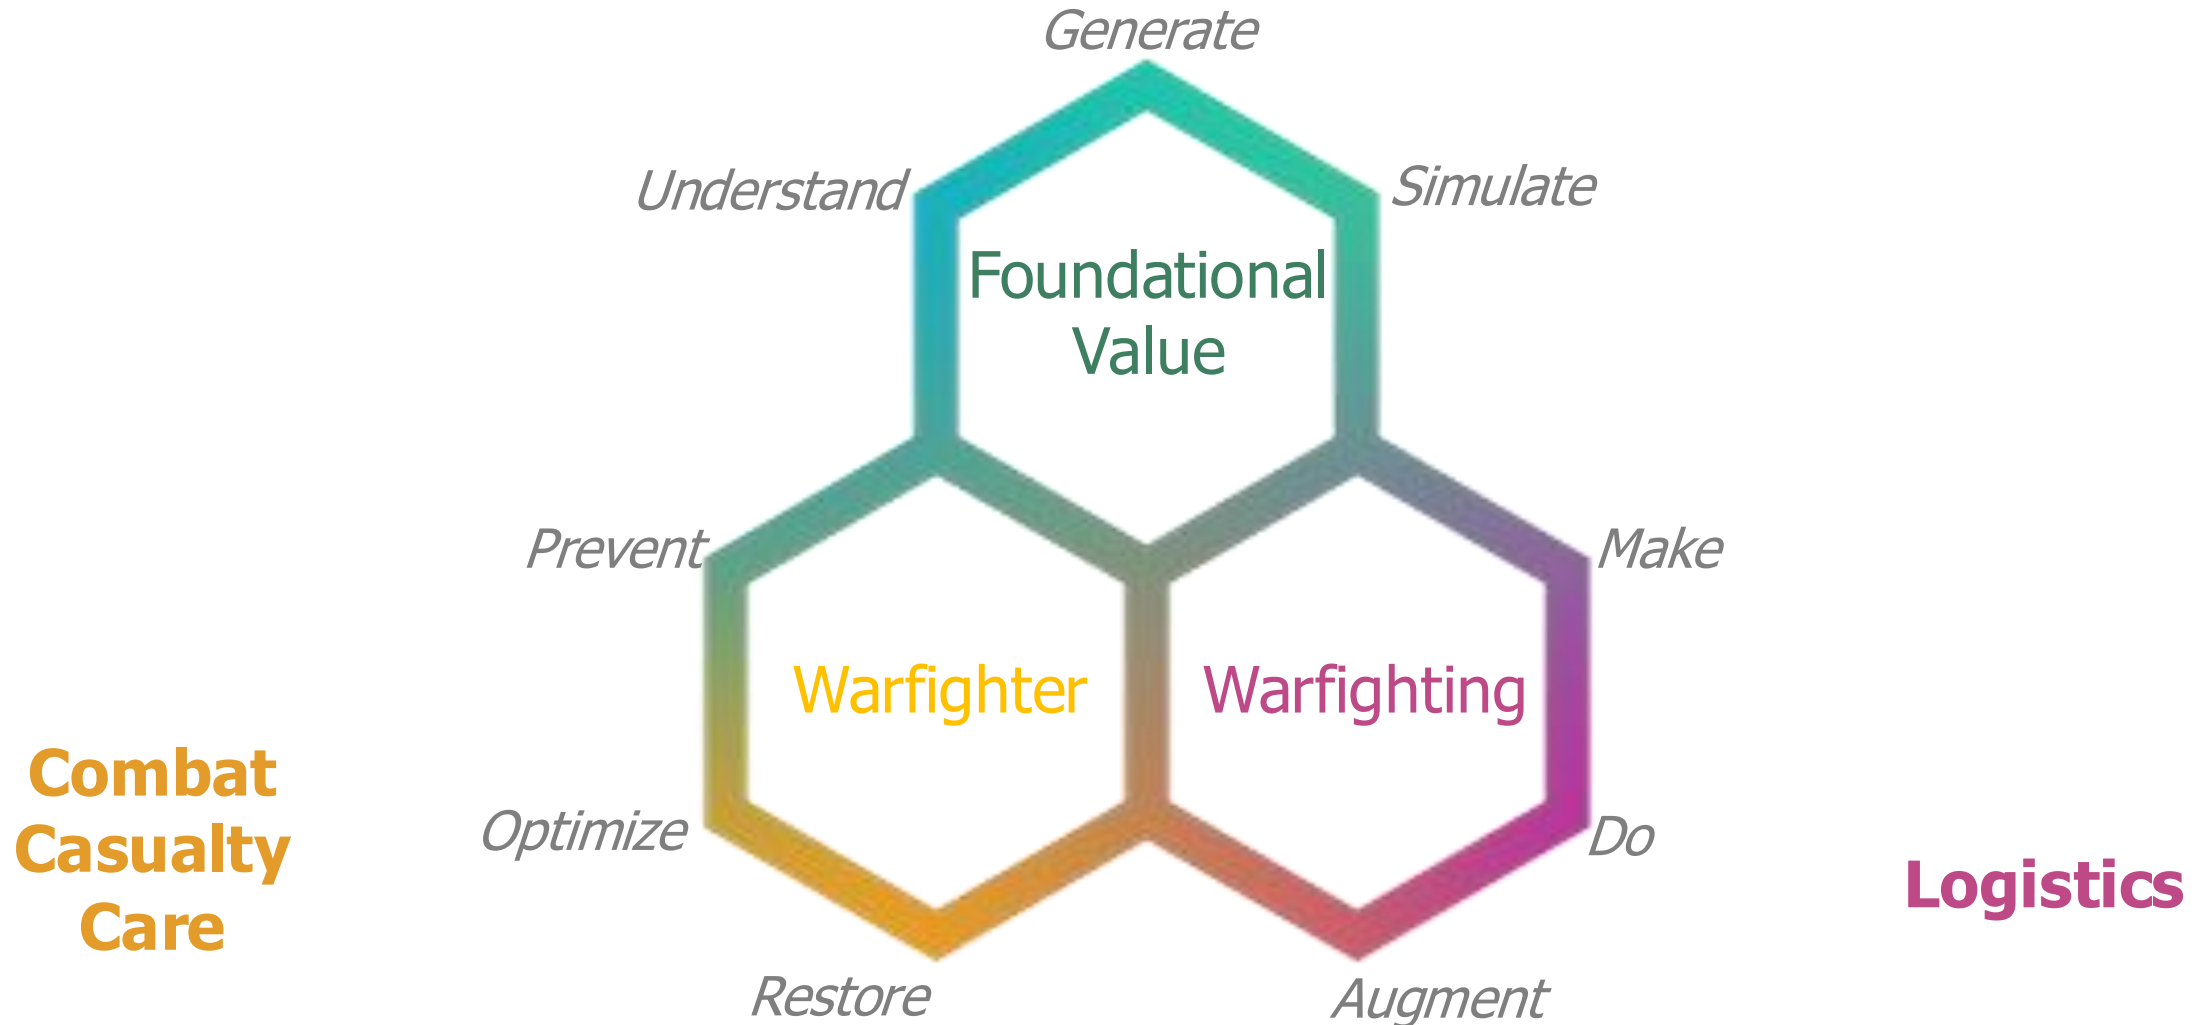 Generate
Understand
Simulate
Foundational
Value
Prevent
Make
Warfighter
Warfighting
Combat
Casualty
Care
Optimize
Do
Logistics
Restore
Augment